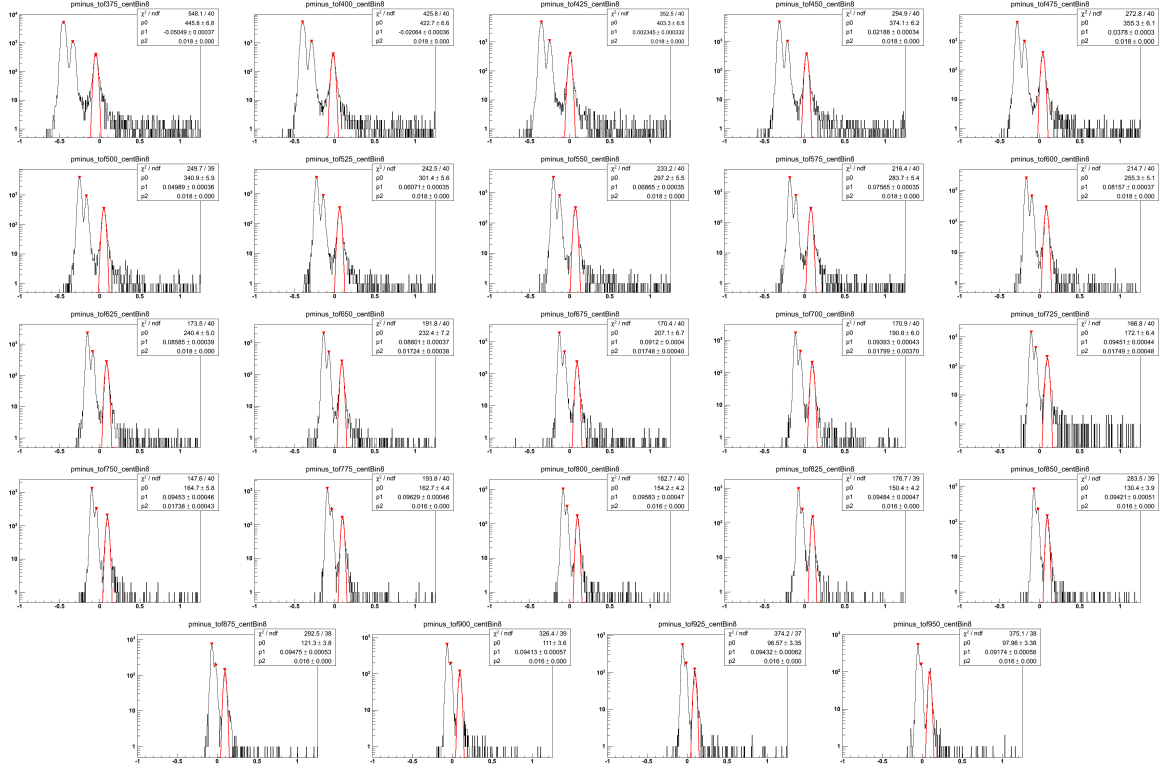 pminus_tof375_centBin8
χ² / ndf 548.1 / 40
p0 445.8 ± 6.8
p1 -0.05049 ± 0.00037
p2 0.018 ± 0.000
pminus_tof400_centBin8
χ² / ndf 425.8 / 40
p0 422.7 ± 6.6
p1 -0.02064 ± 0.00036
p2 0.018 ± 0.000
pminus_tof425_centBin8
χ² / ndf 352.5 / 40
p0 403.3 ± 6.5
p1 0.002345 ± 0.000332
p2 0.018 ± 0.000
pminus_tof450_centBin8
χ² / ndf 294.9 / 40
p0 374.1 ± 6.2
p1 0.02188 ± 0.00034
p2 0.018 ± 0.000
pminus_tof475_centBin8
χ² / ndf 272.8 / 40
p0 355.3 ± 6.1
p1 0.0378 ± 0.0003
p2 0.018 ± 0.000
pminus_tof500_centBin8
χ² / ndf 249.7 / 39
p0 340.9 ± 5.9
p1 0.04989 ± 0.00036
p2 0.018 ± 0.000
pminus_tof525_centBin8
χ² / ndf 242.5 / 40
p0 301.4 ± 5.6
p1 0.06071 ± 0.00035
p2 0.018 ± 0.000
pminus_tof550_centBin8
χ² / ndf 233.2 / 40
p0 297.2 ± 5.5
p1 0.06865 ± 0.00035
p2 0.018 ± 0.000
pminus_tof575_centBin8
χ² / ndf 216.4 / 40
p0 283.7 ± 5.4
p1 0.07565 ± 0.00035
p2 0.018 ± 0.000
pminus_tof600_centBin8
χ² / ndf 214.7 / 40
p0 255.3 ± 5.1
p1 0.08157 ± 0.00037
p2 0.018 ± 0.000
pminus_tof625_centBin8
χ² / ndf 173.5 / 40
p0 240.4 ± 5.0
p1 0.08585 ± 0.00039
p2 0.018 ± 0.000
pminus_tof650_centBin8
χ² / ndf 191.8 / 40
p0 232.4 ± 7.2
p1 0.08801 ± 0.00037
p2 0.01724 ± 0.00038
pminus_tof675_centBin8
χ² / ndf 170.4 / 40
p0 207.1 ± 6.7
p1 0.0912 ± 0.0004
p2 0.01748 ± 0.00040
pminus_tof700_centBin8
χ² / ndf 170.9 / 40
p0 190.8 ± 6.0
p1 0.09393 ± 0.00043
p2 0.01799 ± 0.00370
pminus_tof725_centBin8
χ² / ndf 166.8 / 40
p0 172.1 ± 6.4
p1 0.09451 ± 0.00044
p2 0.01749 ± 0.00048
pminus_tof750_centBin8
χ² / ndf 147.6 / 40
p0 164.7 ± 5.8
p1 0.09453 ± 0.00046
p2 0.01738 ± 0.00043
pminus_tof775_centBin8
χ² / ndf 193.8 / 40
p0 162.7 ± 4.4
p1 0.09629 ± 0.00046
p2 0.016 ± 0.000
pminus_tof800_centBin8
χ² / ndf 182.7 / 40
p0 154.2 ± 4.2
p1 0.09583 ± 0.00047
p2 0.016 ± 0.000
pminus_tof825_centBin8
χ² / ndf 176.7 / 39
p0 150.4 ± 4.2
p1 0.09484 ± 0.00047
p2 0.016 ± 0.000
pminus_tof850_centBin8
χ² / ndf 283.5 / 39
p0 130.4 ± 3.9
p1 0.09421 ± 0.00051
p2 0.016 ± 0.000
pminus_tof875_centBin8
χ² / ndf 292.5 / 38
p0 121.3 ± 3.8
p1 0.09475 ± 0.00053
p2 0.016 ± 0.000
pminus_tof900_centBin8
χ² / ndf 326.4 / 39
p0 111 ± 3.6
p1 0.09413 ± 0.00057
p2 0.016 ± 0.000
pminus_tof925_centBin8
χ² / ndf 374.2 / 37
p0 96.57 ± 3.35
p1 0.09432 ± 0.00062
p2 0.016 ± 0.000
pminus_tof950_centBin8
χ² / ndf 375.1 / 38
p0 97.96 ± 3.38
p1 0.09174 ± 0.00058
p2 0.016 ± 0.000